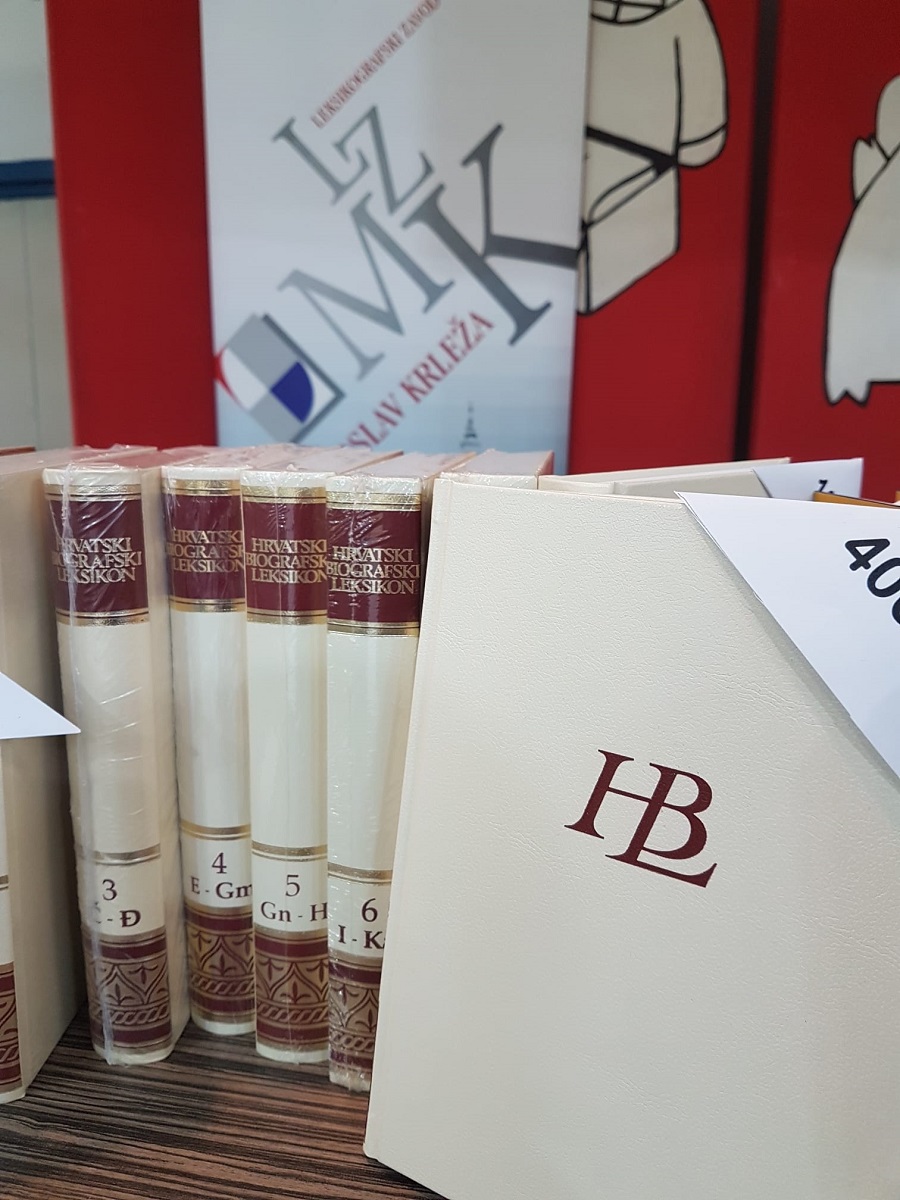 LEKSIKOGRAFSKI ZAVOD
LZ
MK
SLAV KRLEŽA
HRVATSKI
BIOGRAFSKI
LEKSIKON
3
- Đ
HRVATSKI
BIOGRAFSKI
LEKSIKON
4
E - Gm
HRVATSKI
BIOGRAFSKI
LEKSIKON
5
Gn - H
HRVATSKI
BIOGRAFSKI
LEKSIKON
6
I - K
HBL
40